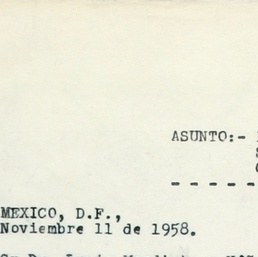 ASUNTO:-
MEXICO, D.F.,
Noviembre 11 de 1958.